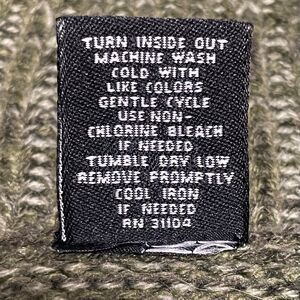 TURN INSIDE OUT
MACHINE WASH
COLD WITH
LIKE COLORS
GENTLE CYCLE
USE NON-
CHLORINE BLEACH
IF NEEDED
TUMBLE DRY LOW
REMOVE PROMPTLY
COOL IRON
IF NEEDED
RN 31104